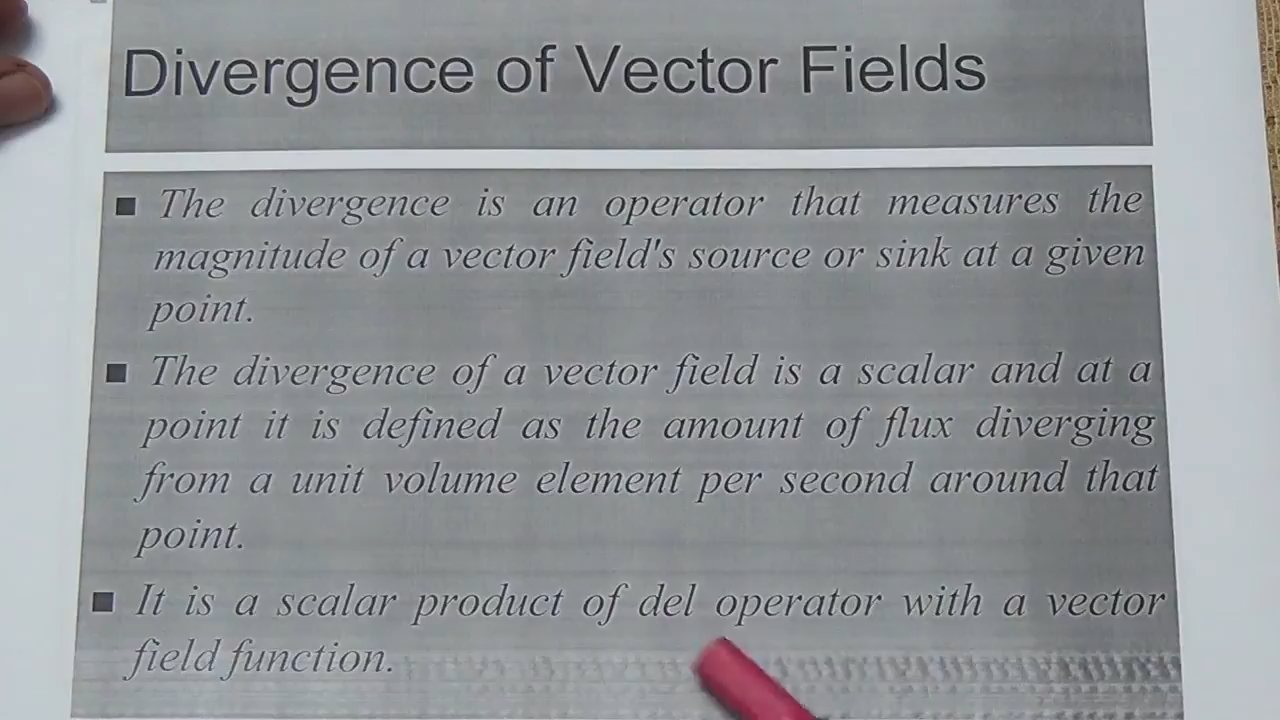 Divergence of Vector Fields
▪ The divergence is an operator that measures the
magnitude of a vector field's source or sink at a given
point.
▪ The divergence of a vector field is a scalar and at a
point it is defined as the amount of flux diverging
from a unit volume element per second around that
point.
▪ It is a scalar product of del operator with a vector
field function.